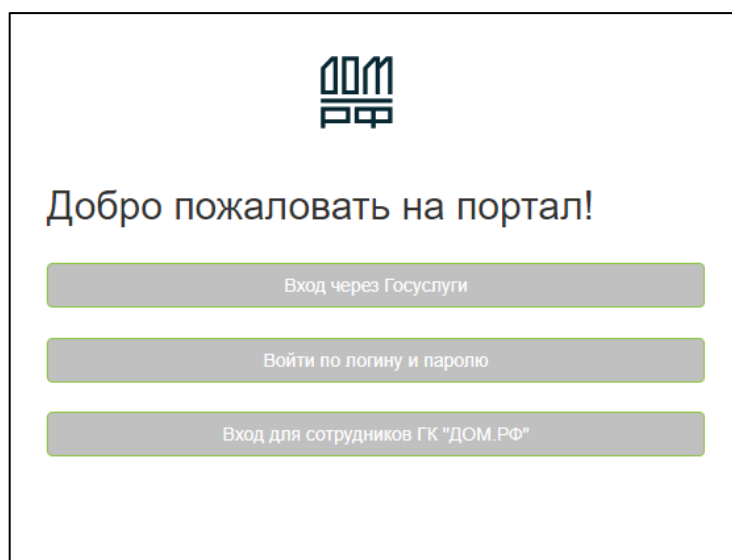 ДОМ
РФ
Добро пожаловать на портал!
Вход через Госуслуги
Войти по логину и паролю
Вход для сотрудников ГК "ДОМ.РФ"